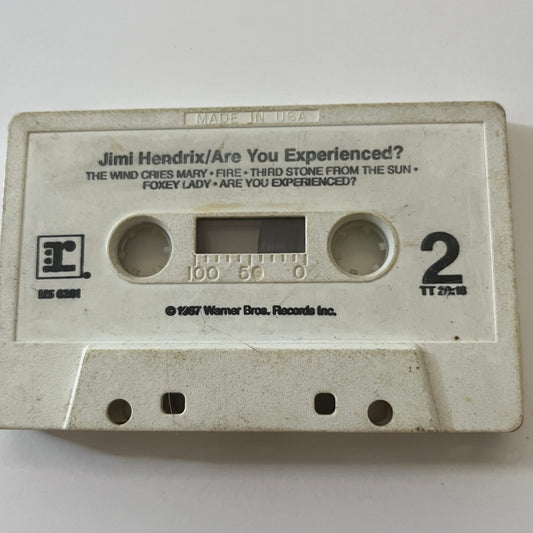 MADE IN USA
Jimi Hendrix/Are You Experienced?
THE WIND CRIES MARY • FIRE • THIRD STONE FROM THE SUN •
FOXEY LADY • ARE YOU EXPERIENCED?
r
100 50 0
2
TT
© 1967 Warner Bros. Records Inc.